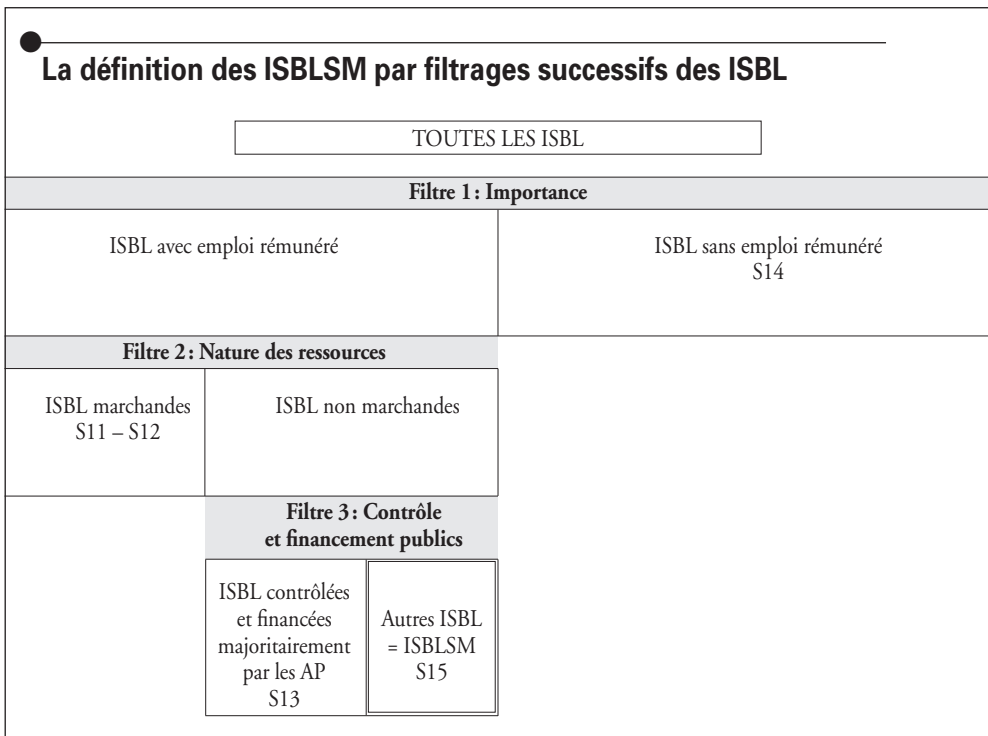 La définition des ISBLSM par filtrages successifs des ISBL
TOUTES LES ISBL
Filtre 1 : Importance
ISBL avec emploi rémunéré
ISBL sans emploi rémunéré
S14
Filtre 2 : Nature des ressources
ISBL marchandes
S11 – S12
ISBL non marchandes
Filtre 3 : Contrôle
et financement publics
ISBL contrôlées
et financées
majoritairement
par les AP
S13
Autres ISBL
= ISBLSM
S15